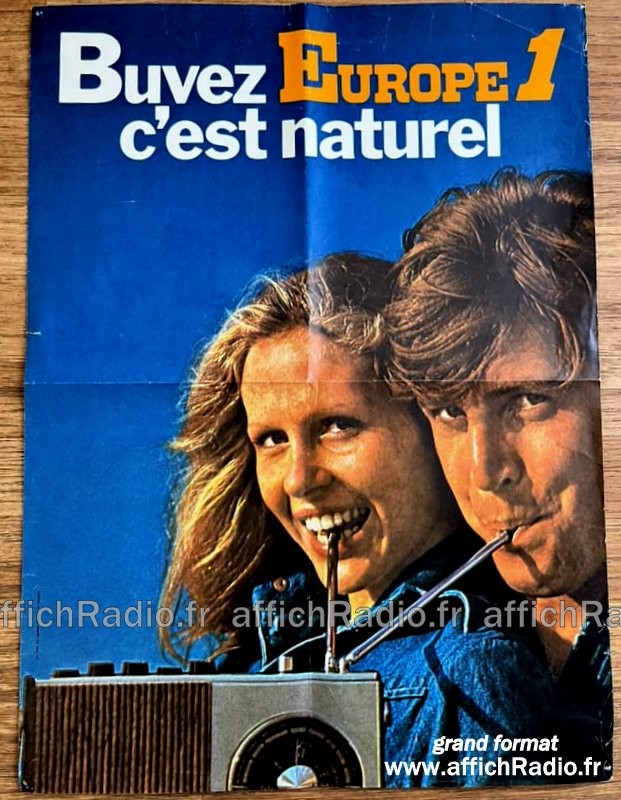 Buvez EUROPE 1
c'est naturel
affichRadio.fr affichRadio.fr affichRa
grand format
www.affichRadio.fr